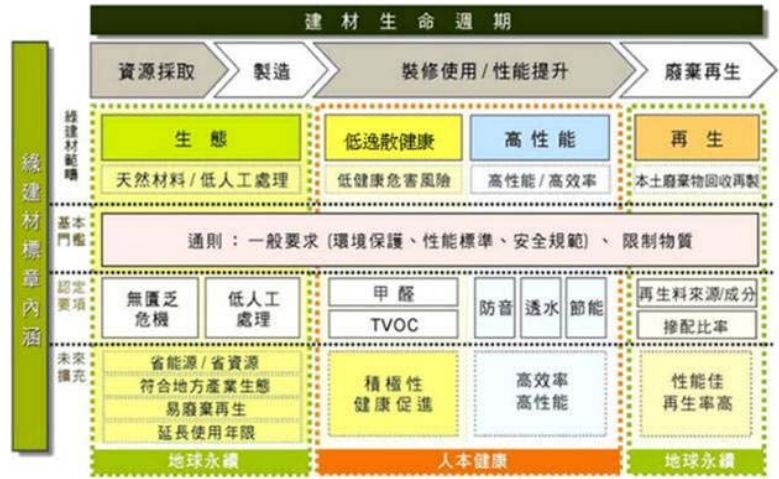 建材生命週期
資源採取
製造
裝修使用/性能提升
廢棄再生
綠建材標章內涵
綠建材範疇
生態
低逸散健康
高性能
再生
天然材料/低人工處理
低健康危害風險
高性能/高效率
本土廢棄物回收再製
基本
門檻
通則：一般要求(環境保護、性能標準、安全規範)、限制物質
認定
要項
無匱乏
危機
低人工
處理
甲醛
TVOC
防音
透水
節能
再生料來源/成分
摻配比率
未來
擴充
省能源/省資源
符合地方產業生態
易廢棄再生
延長使用年限
積極性
健康促進
高效率
高性能
性能佳
再生率高
地球永續
人本健康
地球永續